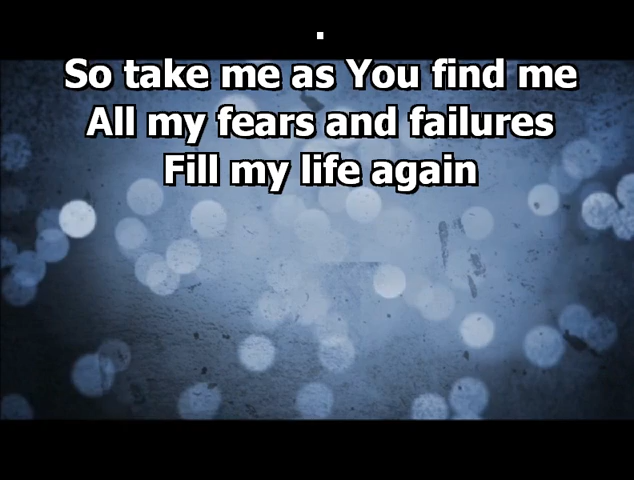 .
So take me as You find me
All my fears and failures
Fill my life again